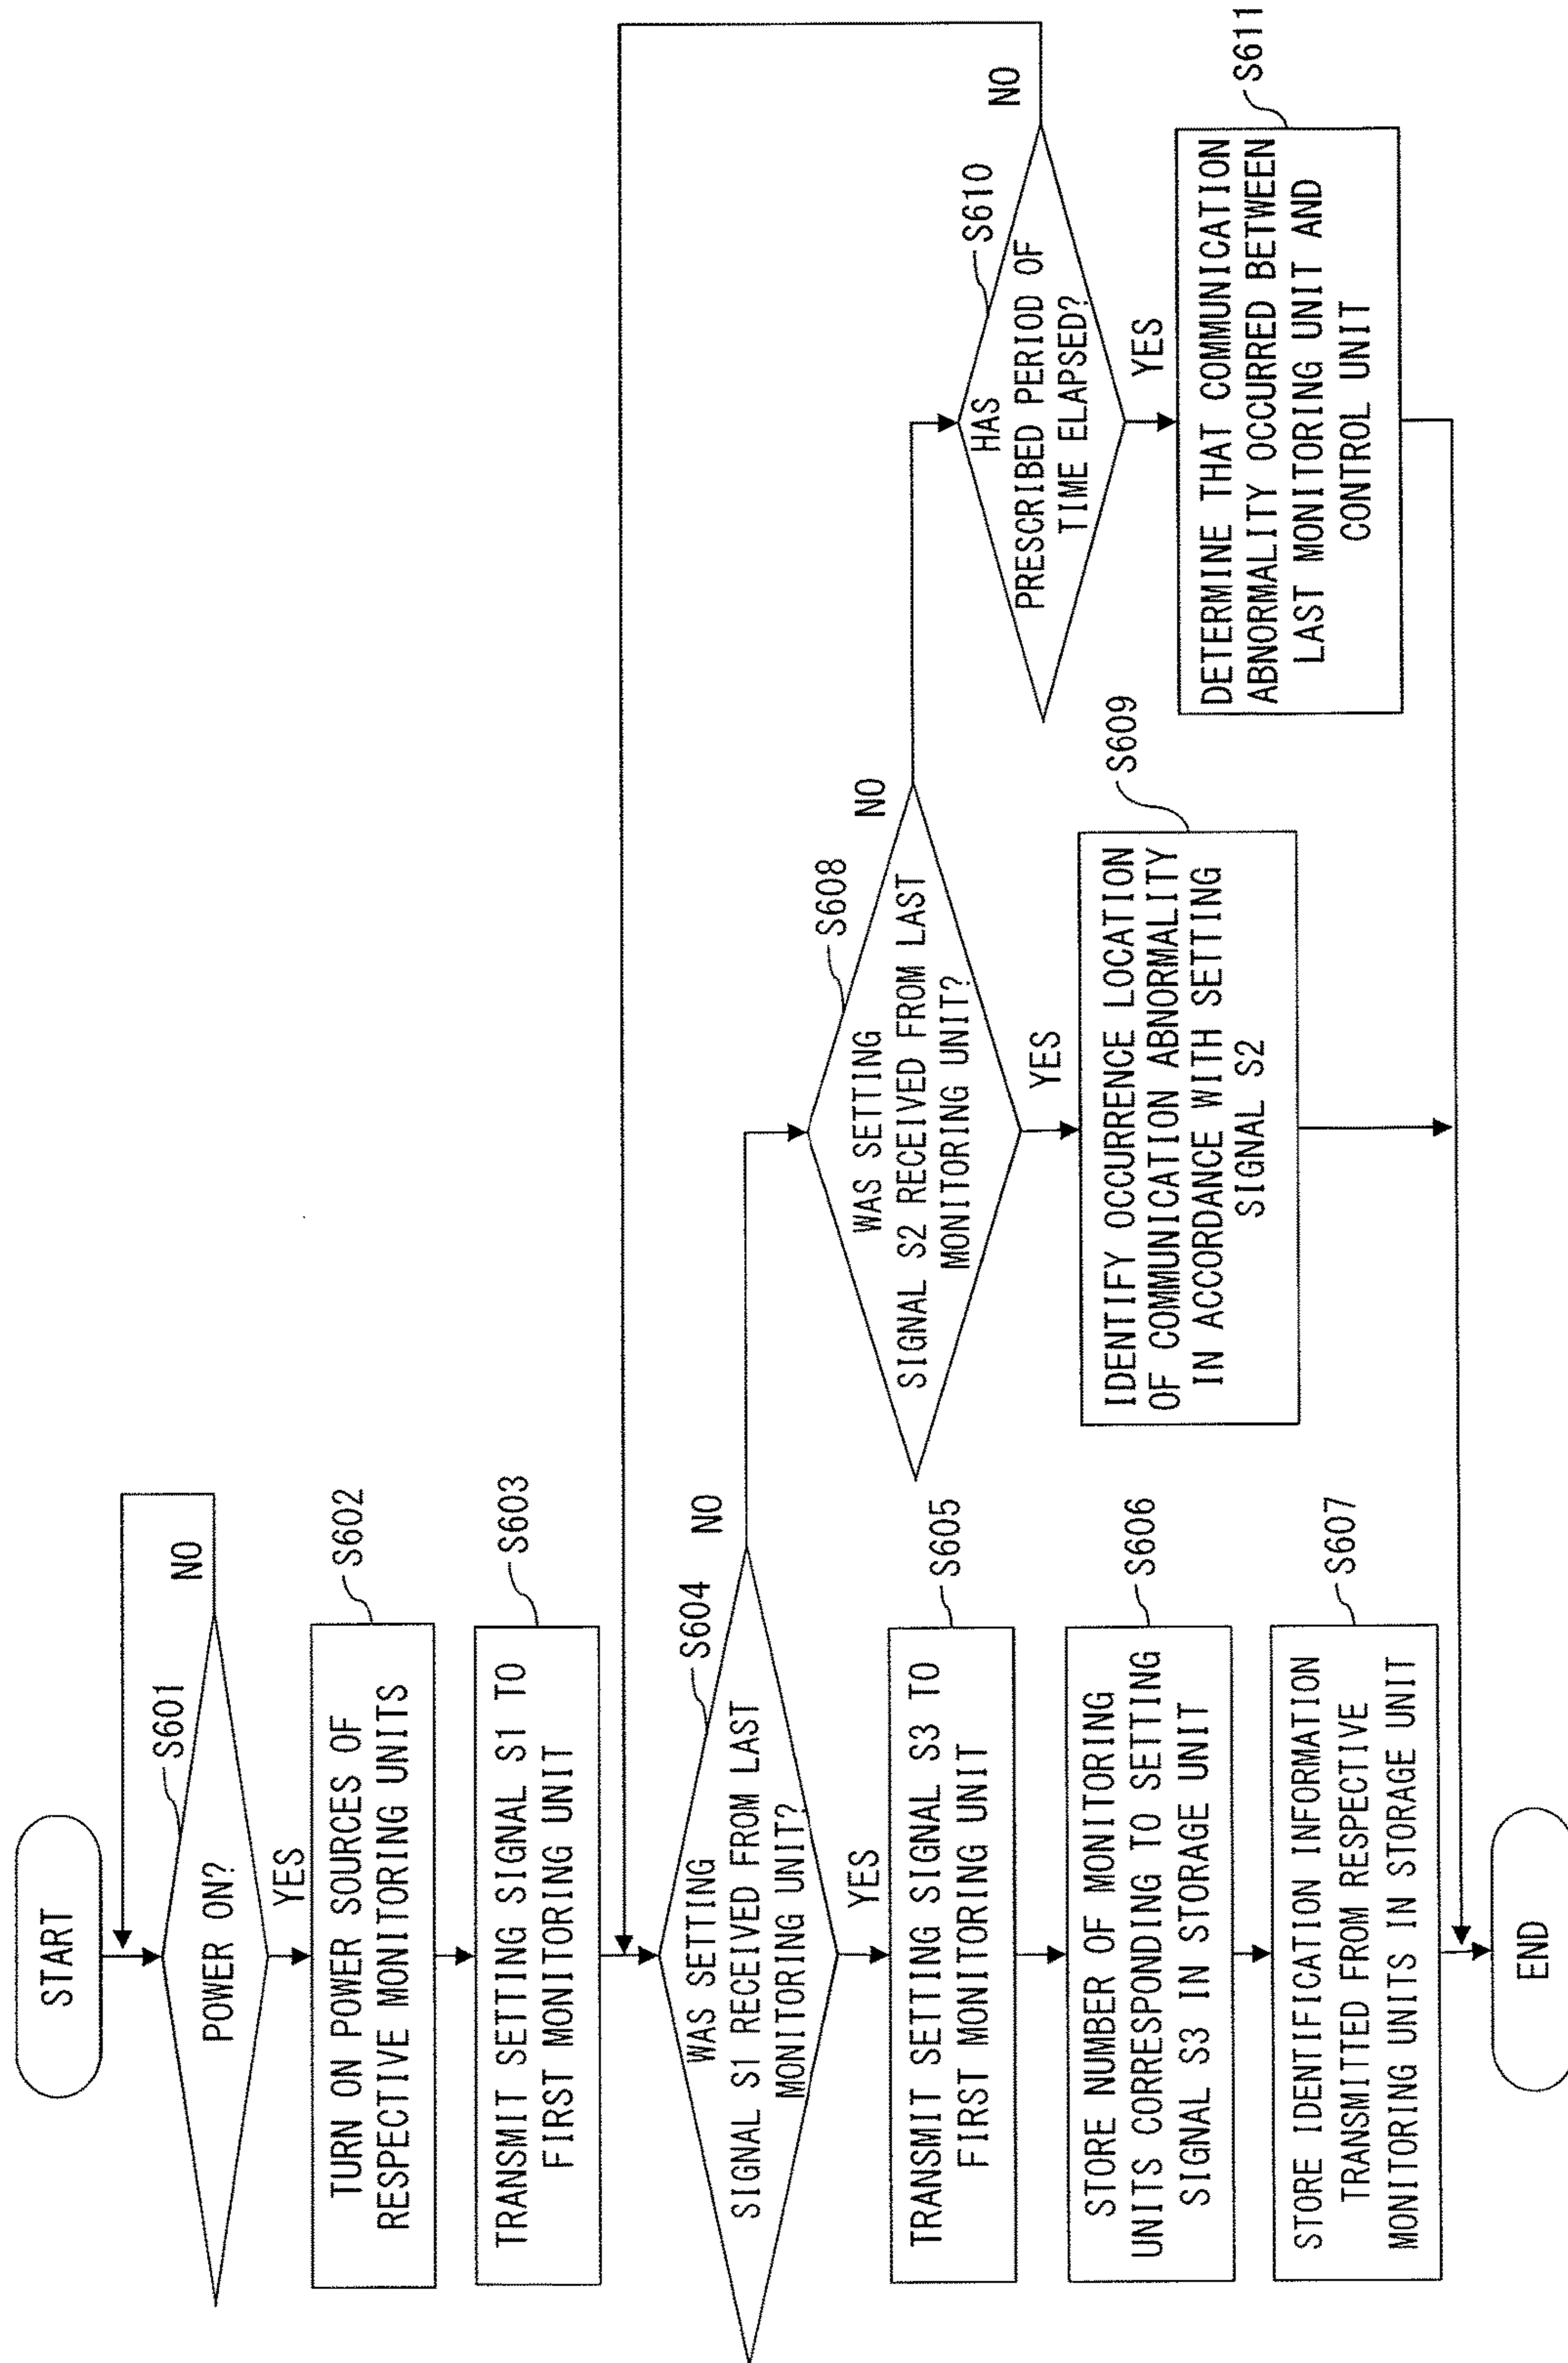 START
POWER ON?
S601
NO
YES
TURN ON POWER SOURCES OF
RESPECTIVE MONITORING UNITS
S602
TRANSMIT SETTING SIGNAL S1 TO
FIRST MONITORING UNIT
S603
WAS SETTING
SIGNAL S1 RECEIVED FROM LAST
MONITORING UNIT?
S604
NO
YES
TRANSMIT SETTING SIGNAL S3 TO
FIRST MONITORING UNIT
S605
STORE NUMBER OF MONITORING
UNITS CORRESPONDING TO SETTING
SIGNAL S3 IN STORAGE UNIT
S606
STORE IDENTIFICATION INFORMATION
TRANSMITTED FROM RESPECTIVE
MONITORING UNITS IN STORAGE UNIT
S607
WAS SETTING
SIGNAL S2 RECEIVED FROM LAST
MONITORING UNIT?
S608
NO
YES
IDENTIFY OCCURRENCE LOCATION
OF COMMUNICATION ABNORMALITY
IN ACCORDANCE WITH SETTING
SIGNAL S2
S609
HAS
PRESCRIBED PERIOD OF
TIME ELAPSED?
S610
NO
YES
DETERMINE THAT COMMUNICATION
ABNORMALITY OCCURRED BETWEEN
LAST MONITORING UNIT AND
CONTROL UNIT
S611
END